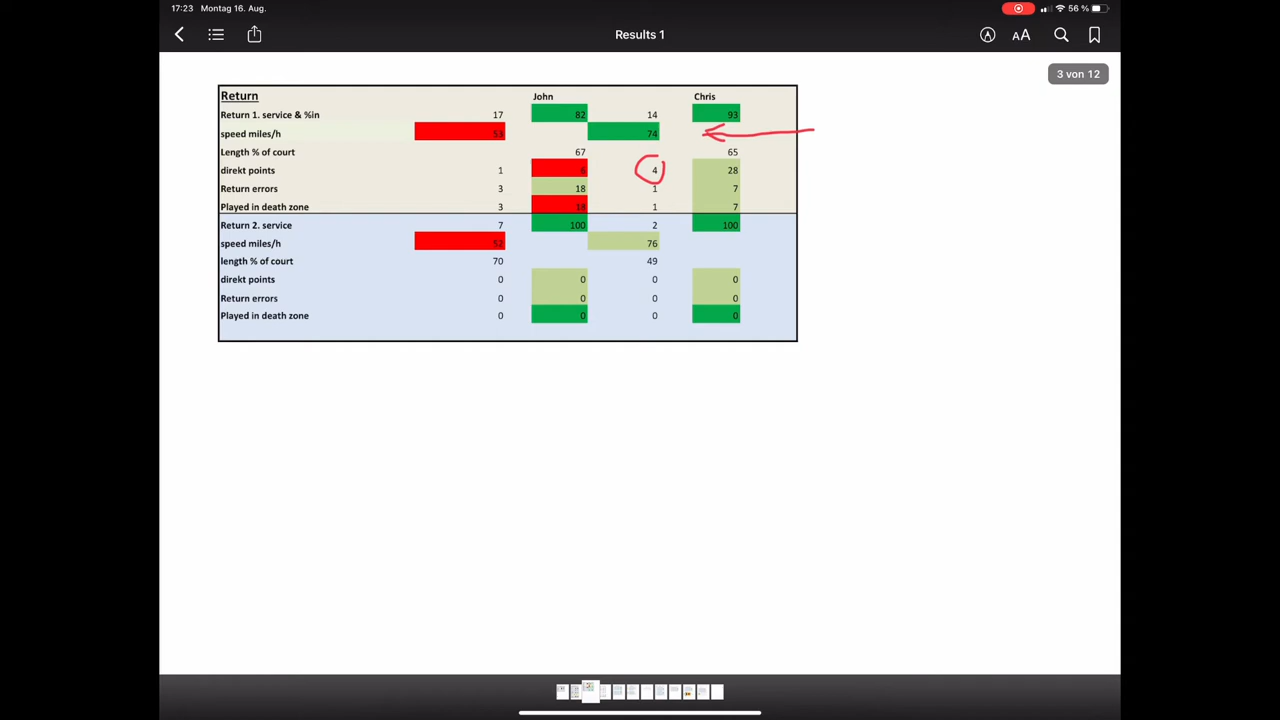 17:23 Montag 16. Aug. 56 %
Results 1
AA
3 von 12
Return John Chris
Return 1. service & %in 17 82 14 93
speed miles/h 53 74
Length % of court 67 65
direkt points 1 6 4 28
Return errors 3 18 1 7
Played in death zone 3 18 1 7
Return 2. service 7 100 2 100
speed miles/h 52 76
length % of court 70 49
direkt points 0 0 0 0
Return errors 0 0 0 0
Played in death zone 0 0 0 0